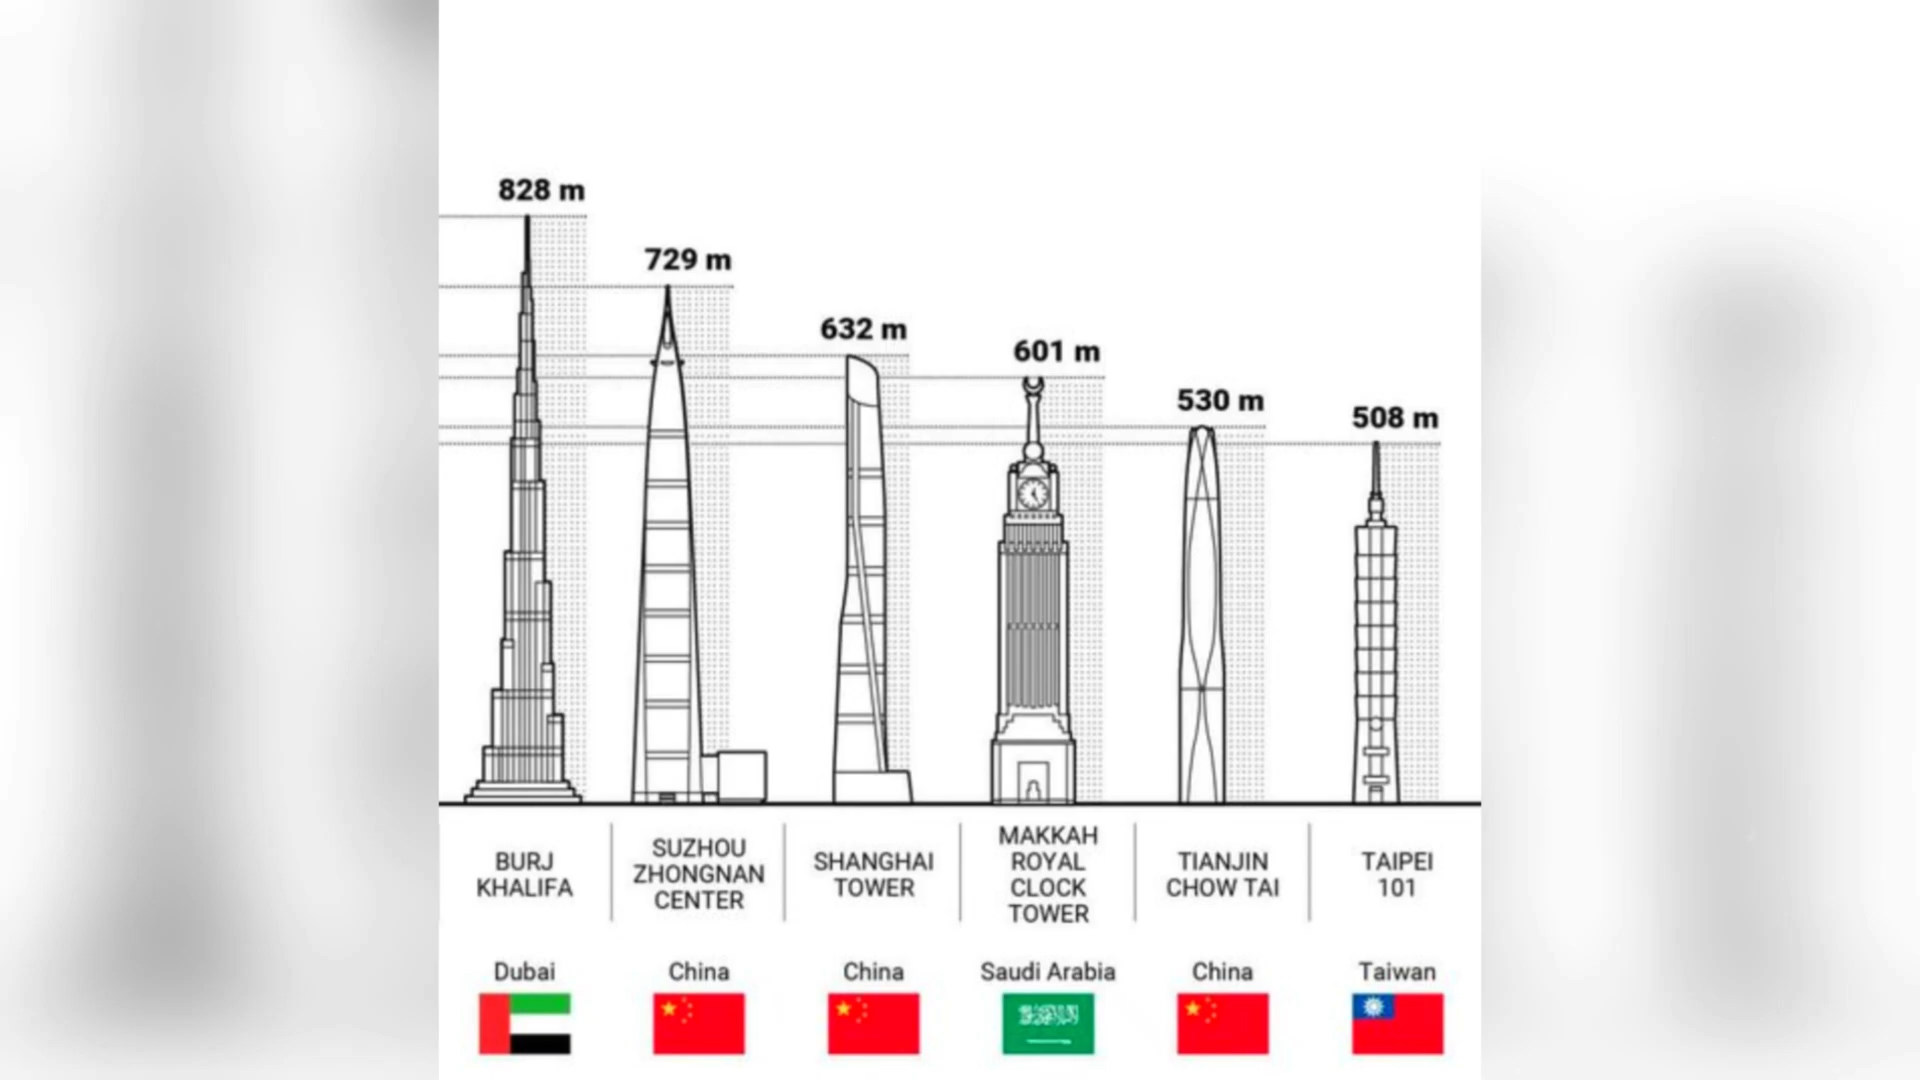 828 m
729 m
632 m
601 m
530 m
508 m
BURJ
KHALIFA
SUZHOU
ZHONGNAN
CENTER
SHANGHAI
TOWER
MAKKAH
ROYAL
CLOCK
TOWER
TIANJIN
CHOW TAI
TAIPEI
101
Dubai
China
China
Saudi Arabia
China
Taiwan